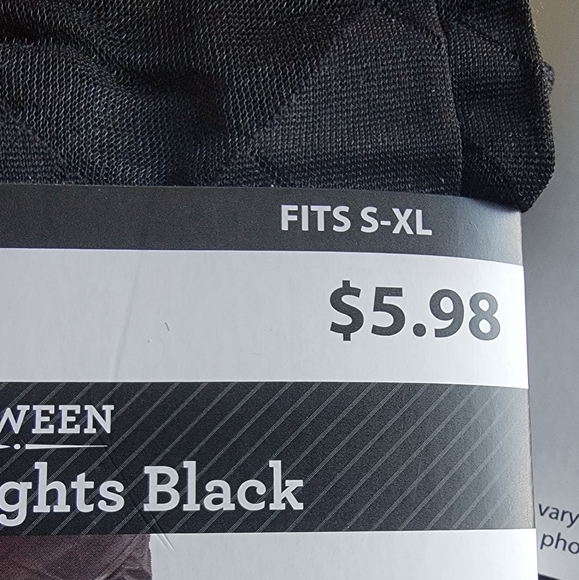 FITS S-XL
$5.98
WEEN
ghts Black
vary
pho